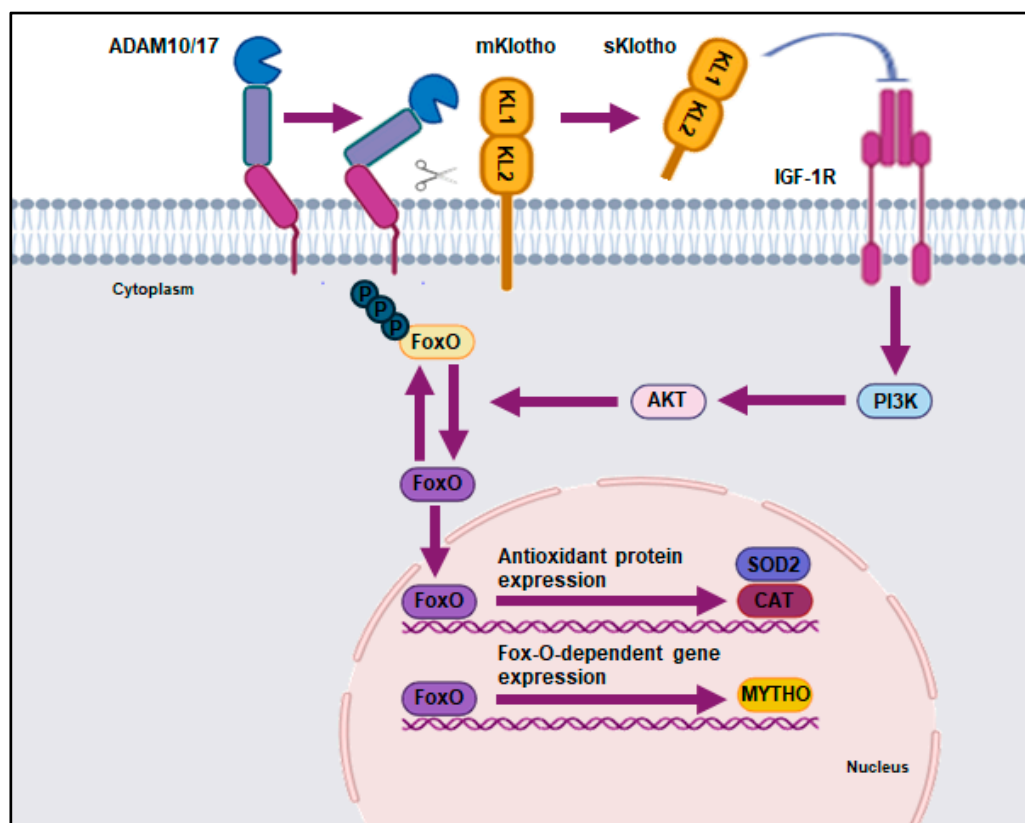 ADAM10/17
mKlotho
sKlotho
KL1
KL2
KL1
KL2
IGF-1R
Cytoplasm
P
P
P
FoxO
AKT
PI3K
FoxO
Antioxidant protein
expression
SOD2
FoxO
CAT
Fox-O-dependent gene
expression
FoxO
MYTHO
Nucleus